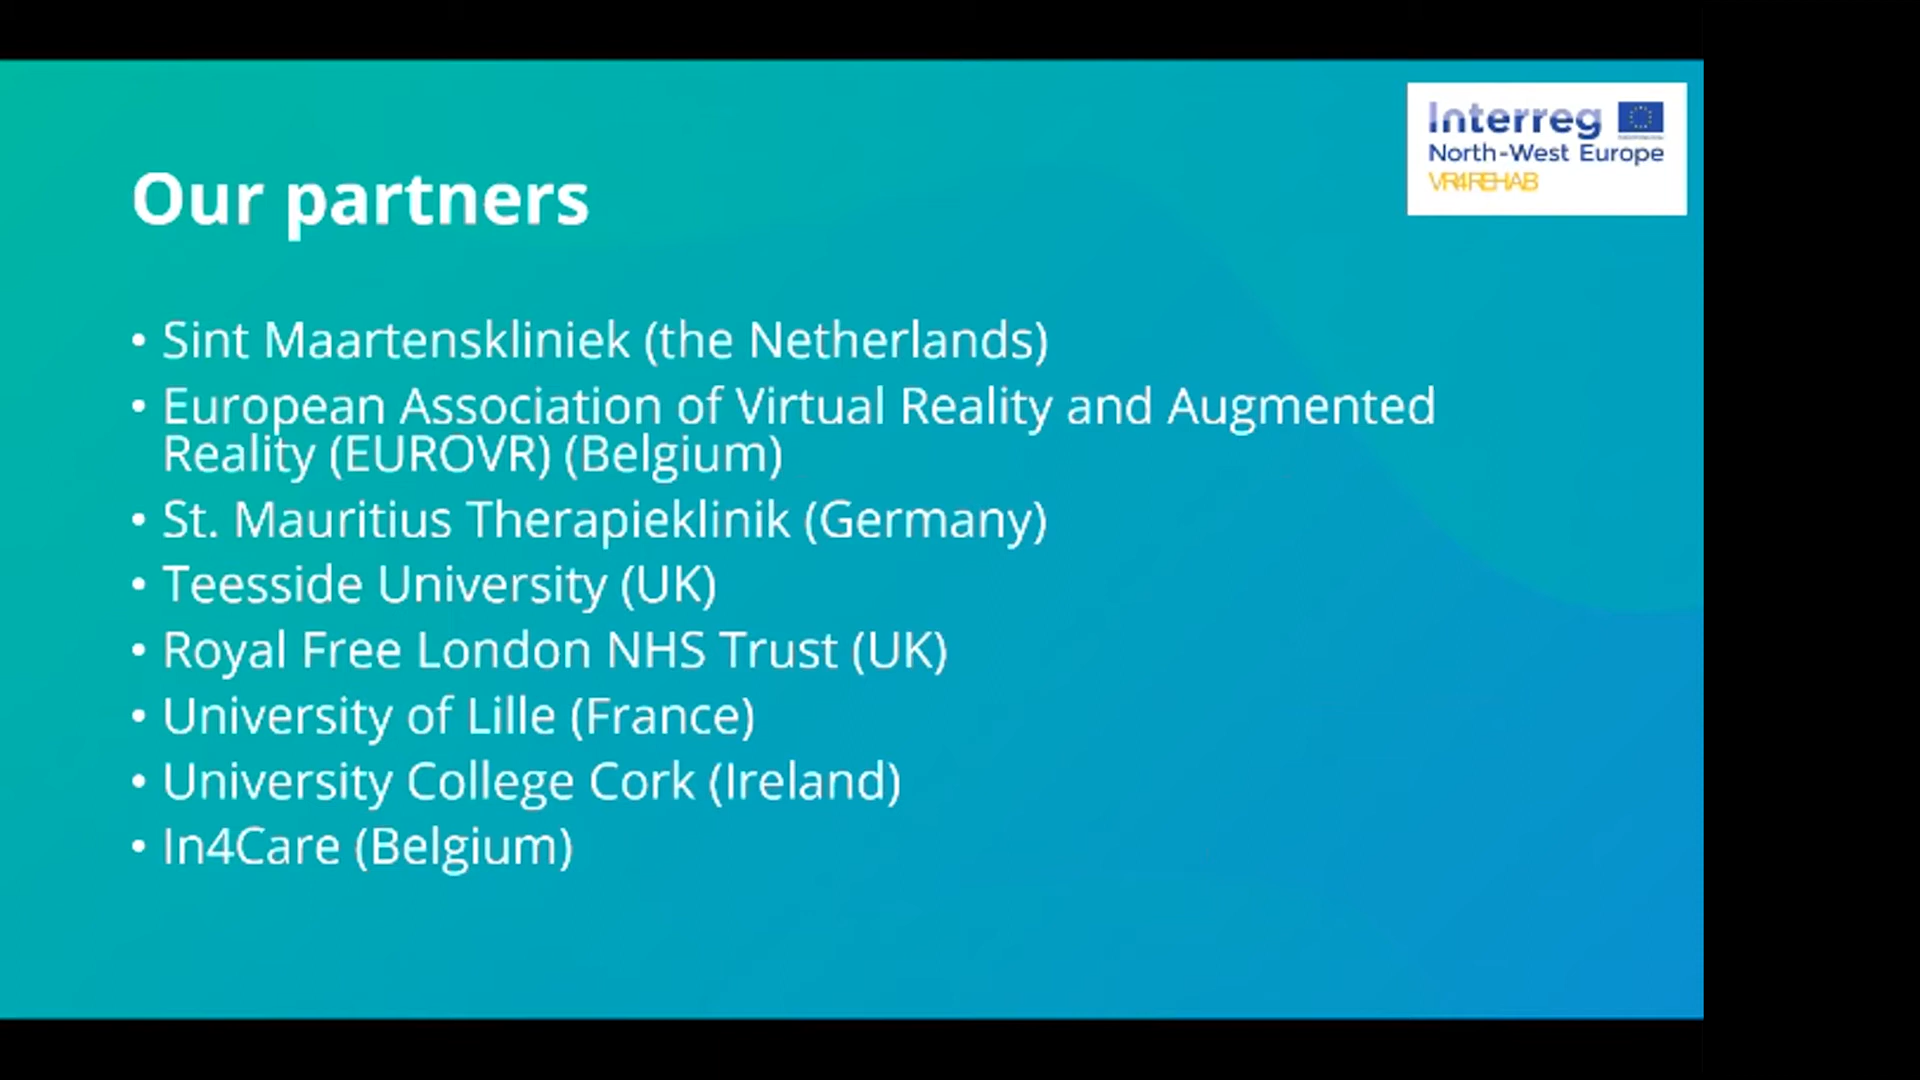 Interreg
North-West Europe
VR4REHAB
Our partners
• Sint Maartenskliniek (the Netherlands)
• European Association of Virtual Reality and Augmented
Reality (EUROVR) (Belgium)
• St. Mauritius Therapieklinik (Germany)
• Teesside University (UK)
• Royal Free London NHS Trust (UK)
• University of Lille (France)
• University College Cork (Ireland)
• In4Care (Belgium)